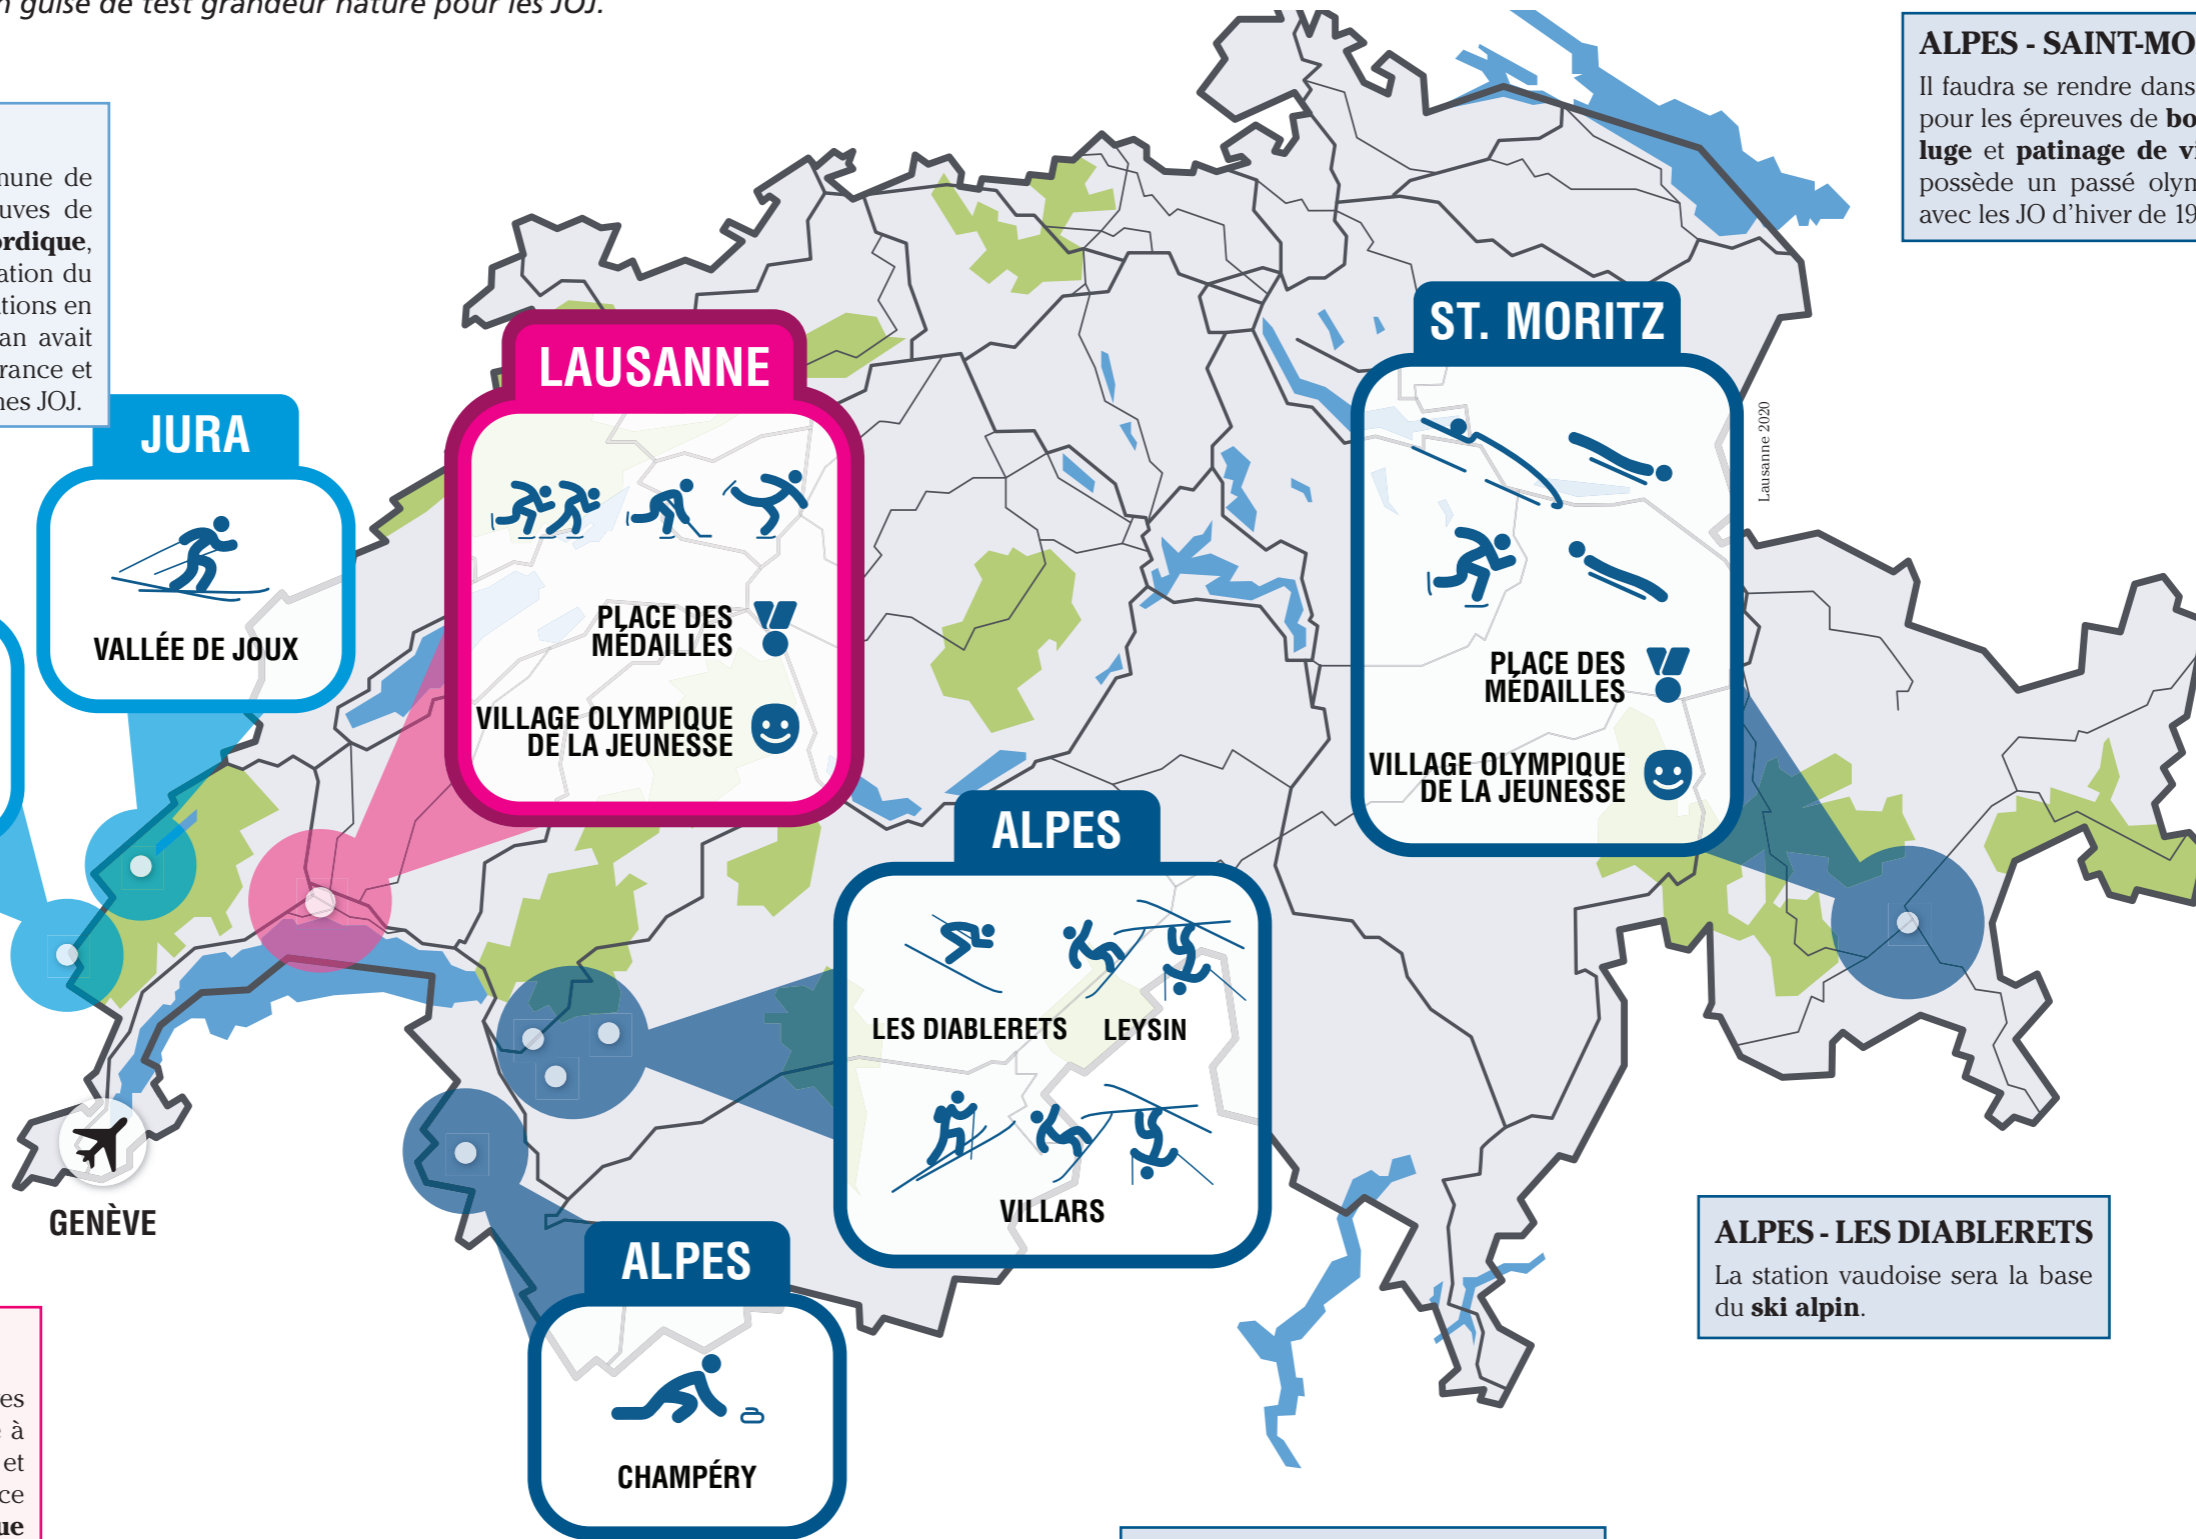 n guise de test grandeur nature pour les JOJ.
mune de
uves de
ordique,
ation du
tions en
an avait
rance et
nes JOJ.
ALPES - SAINT-MO
Il faudra se rendre dans
pour les épreuves de bo
luge et patinage de vi
possède un passé olym
avec les JO d'hiver de 19
JURA
VALLÉE DE JOUX
LAUSANNE
PLACE DES
MÉDAILLES
VILLAGE OLYMPIQUE
DE LA JEUNESSE
ST. MORITZ
PLACE DES
MÉDAILLES
VILLAGE OLYMPIQUE
DE LA JEUNESSE
Lausanne 2020
ALPES
LES DIABLERETS
LEYSIN
VILLARS
GENÈVE
ALPES
CHAMPÉRY
ALPES - LES DIABLERETS
La station vaudoise sera la base
du ski alpin.
es
à
et
ce
ue